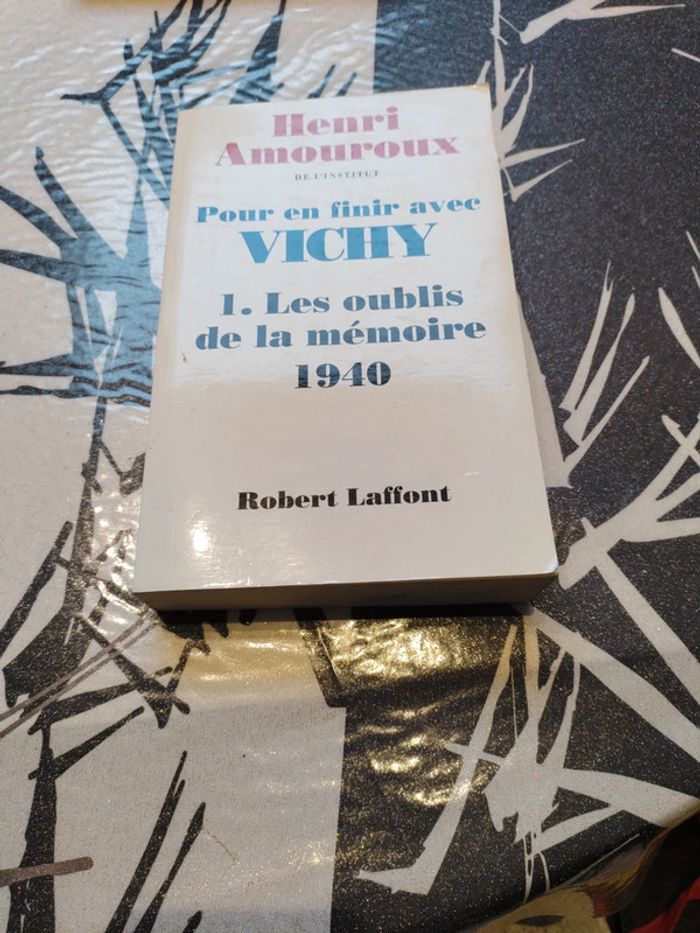 Henri
Amouroux
DE L'INSTITUT
Pour en finir avec
VICHY
1. Les oublis
de la mémoire
1940
Robert Laffont